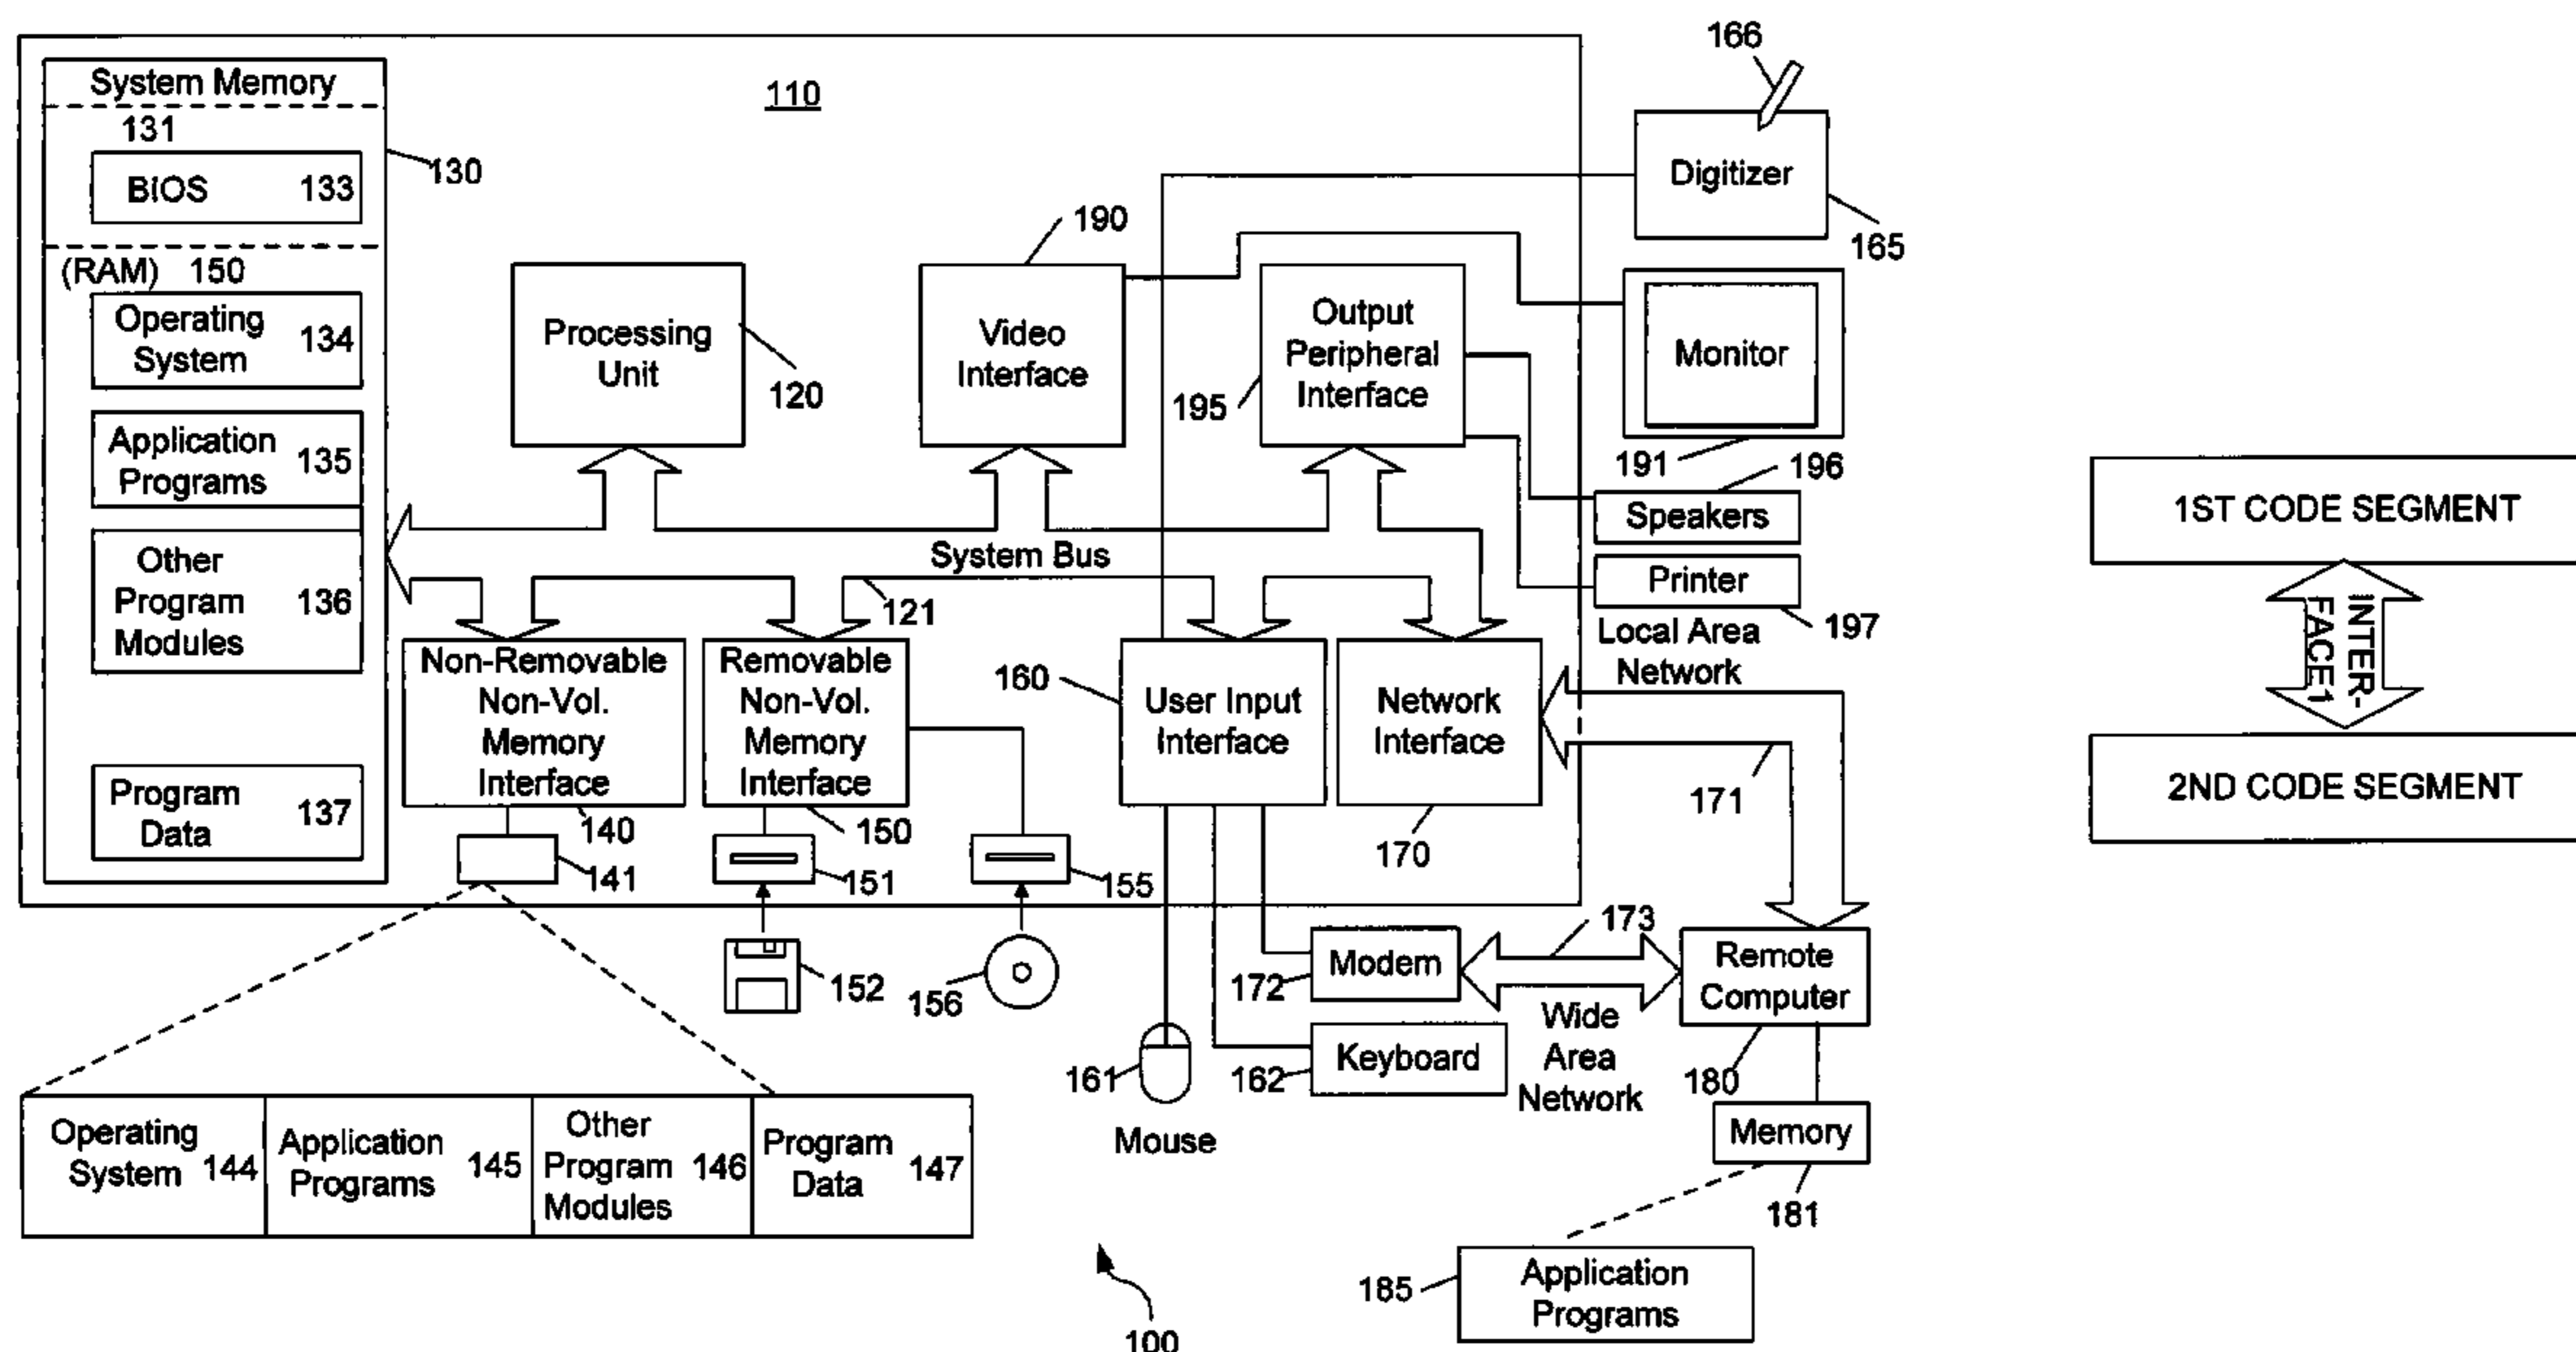 System Memory
131
BIOS 133
130
(RAM) 150
Operating
System
134
Application
Programs
135
Other
Program
Modules
136
Program
Data
137
110
Processing
Unit
120
Video
Interface
190
Output
Peripheral
Interface
195
166
Digitizer
165
Monitor
191
196
Speakers
Printer
197
System Bus
121
Non-Removable
Non-Vol.
Memory
Interface
140
141
Removable
Non-Vol.
Memory
Interface
150
151
155
152
156
160
User Input
Interface
Network
Interface
170
Local Area
Network
171
173
Modem
172
Wide
Area
Network
Remote
Computer
180
161
Mouse
162
Keyboard
Memory
181
185
Application
Programs
Operating
System
144
Application
Programs
145
Other
Program
Modules
146
Program
Data
147
100
1ST CODE SEGMENT
INTER-
FACE1
2ND CODE SEGMENT